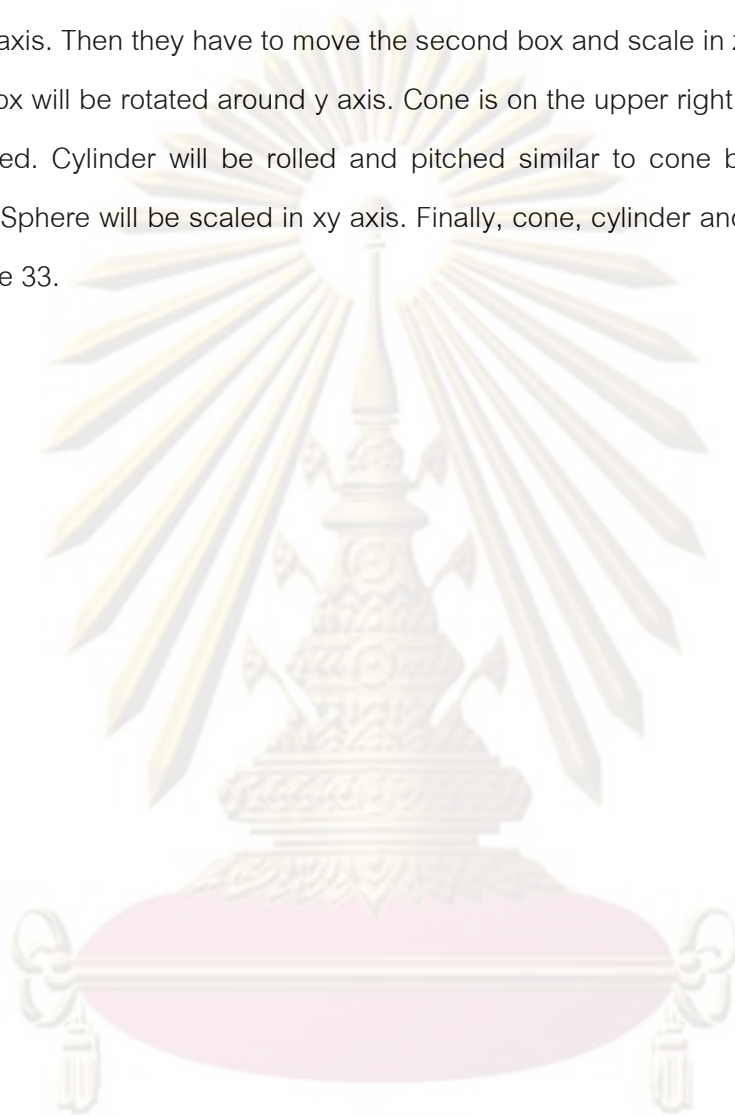 axis. Then they have to move the second box and scale in
ox will be rotated around y axis. Cone is on the upper right
ed. Cylinder will be rolled and pitched similar to cone b
Sphere will be scaled in xy axis. Finally, cone, cylinder and
e 33.